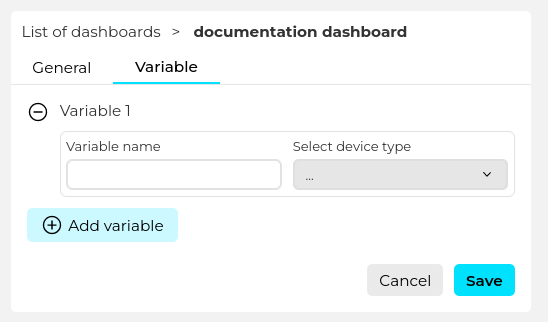 List of dashboards > documentation dashboard
General Variable
Variable 1
Variable name Select device type
...
Add variable
Cancel Save